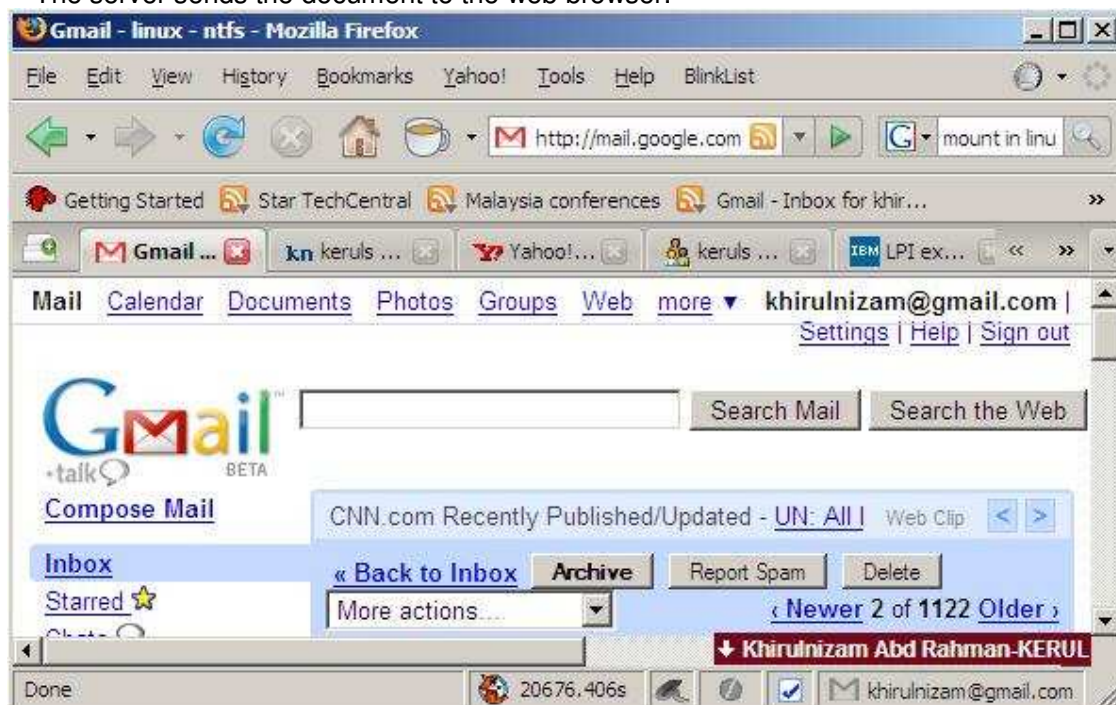 The server sends the document to the web browser.
Gmail - linux - ntfs - Mozilla Firefox
File Edit View History Bookmarks Yahoo! Tools Help BlinkList
http://mail.google.com G mount in linu
Getting Started Star TechCentral Malaysia conferences Gmail - Inbox for khir... »
Gmail ... kn keruls ... Yahoo!... keruls ... IBM LPI ex... « »
Mail Calendar Documents Photos Groups Web more ▼ khirulnizam@gmail.com |
Settings | Help | Sign out
Gmail™ Search Mail Search the Web
·talk BETA
Compose Mail CNN.com Recently Published/Updated - UN: All Web Clip < >
Inbox « Back to Inbox Archive Report Spam Delete
Starred More actions.... ‹ Newer 2 of 1122 Older ›
Chats
Khirulnizam Abd Rahman-KERUL
Done 20676.406s khirulnizam@gmail.com